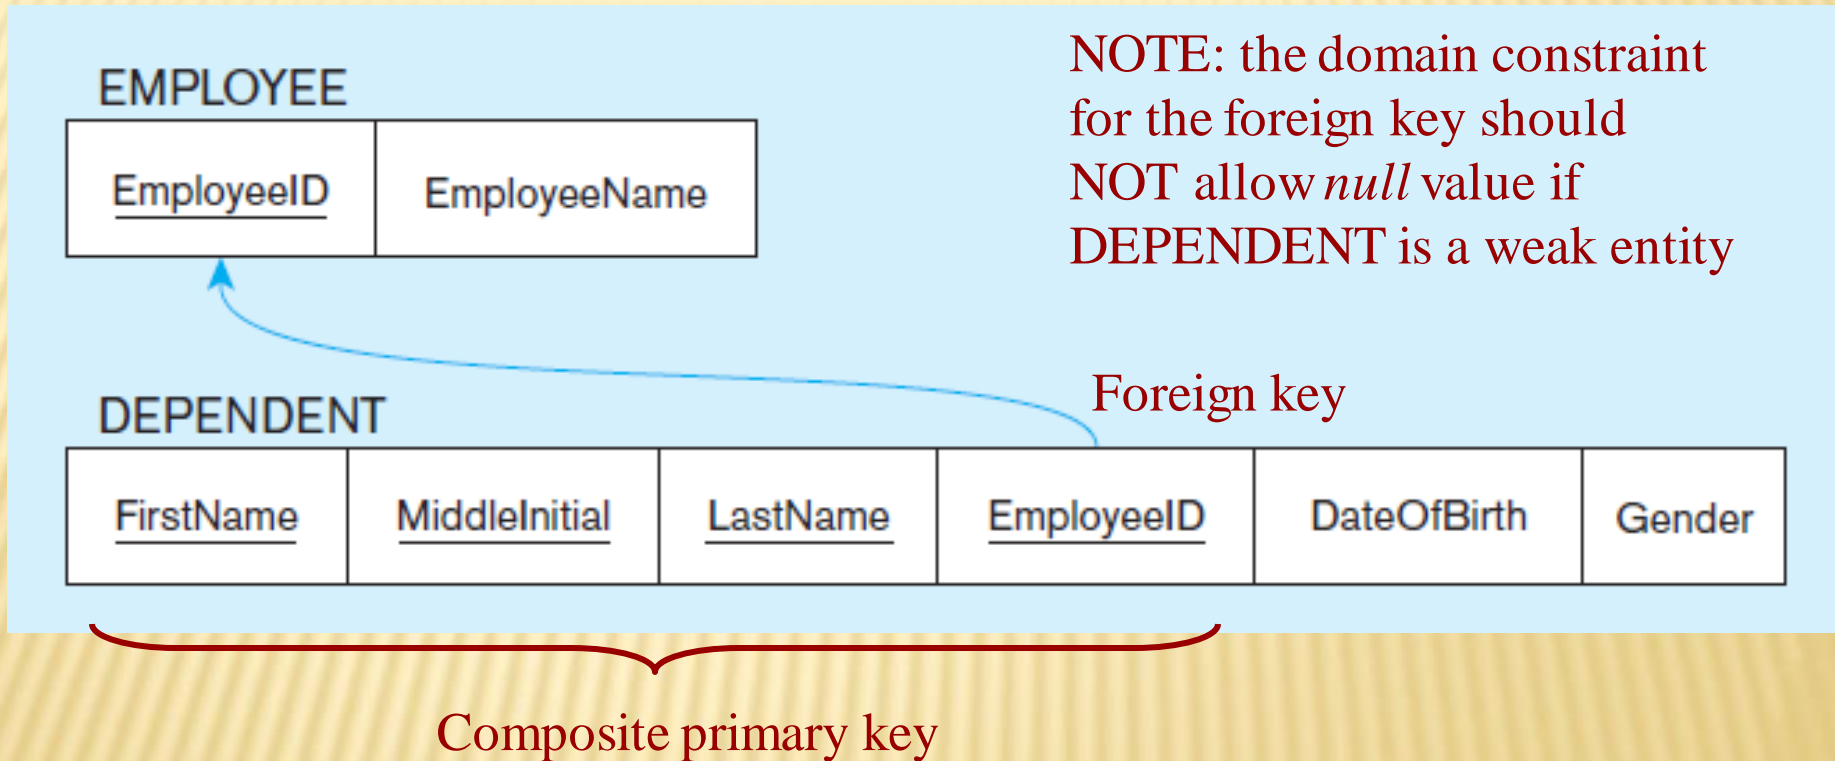 NOTE: the domain constraint
for the foreign key should
NOT allow null value if
DEPENDENT is a weak entity
EMPLOYEE
EmployeeID EmployeeName
Foreign key
DEPENDENT
FirstName MiddleInitial LastName EmployeeID DateOfBirth Gender
Composite primary key